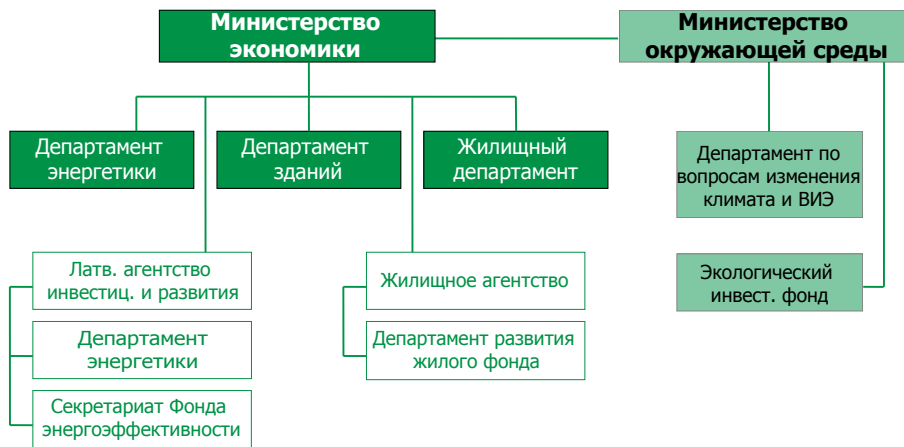 Министерство
экономики
Министерство
окружающей среды
Департамент
энергетики
Департамент
зданий
Жилищный
департамент
Департамент по
вопросам изменения
климата и ВИЭ
Латв. агентство
инвестиц. и развития
Жилищное агентство
Экологический
инвест. фонд
Департамент
энергетики
Департамент развития
жилого фонда
Секретариат Фонда
энергоэффективности